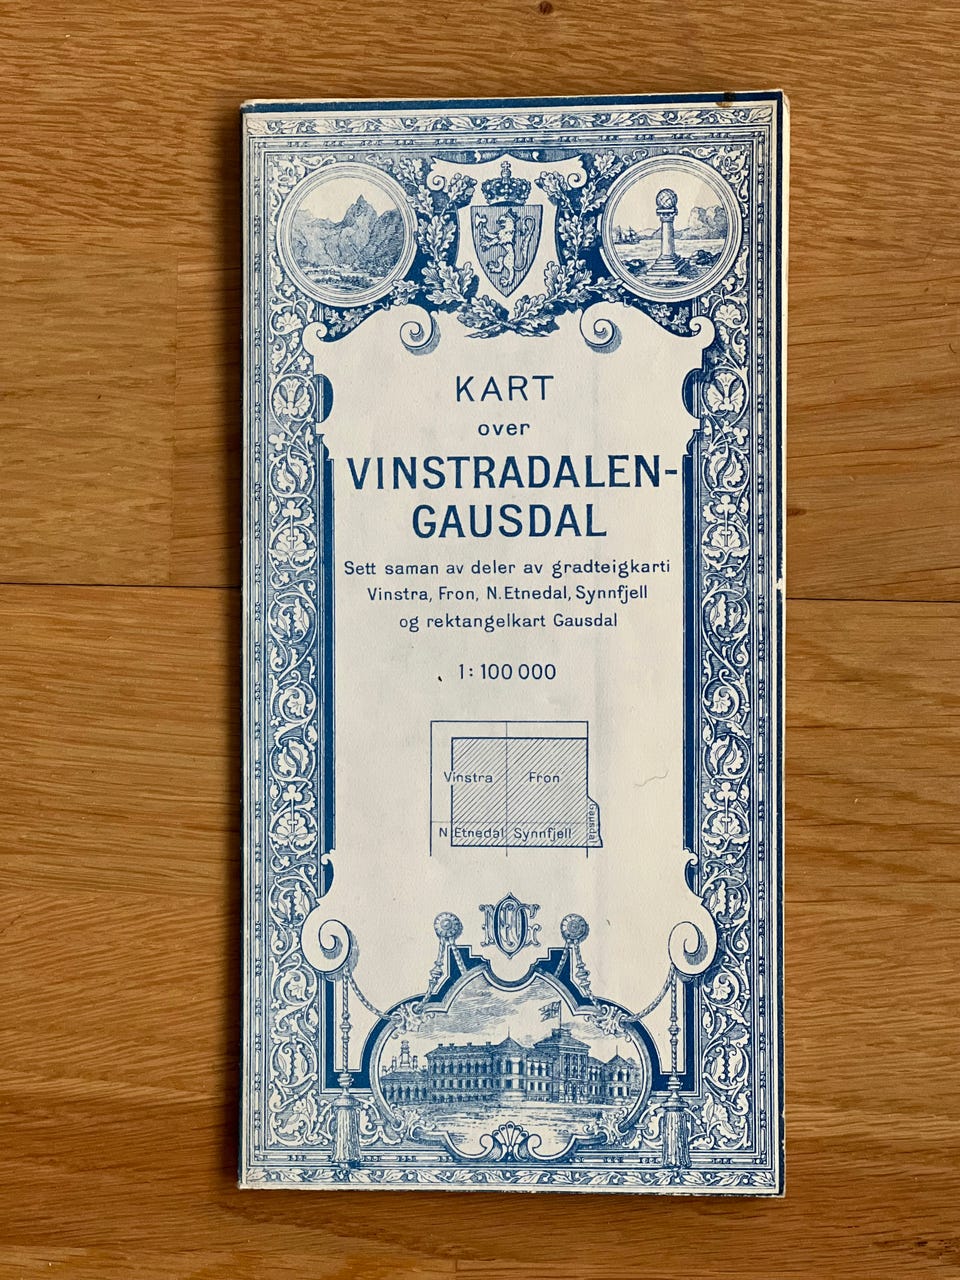 KART
over
VINSTRADALEN-
GAUSDAL
Sett saman av deler av gradteigkarti
Vinstra, Fron, N. Etnedal, Synnfjell
og rektangelkart Gausdal
1 : 100 000
Vinstra Fron
Gausdal
N. Etnedal Synnfjell